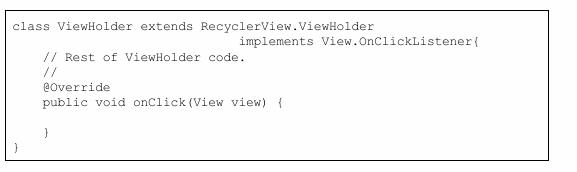 class ViewHolder extends RecyclerView.ViewHolder
                              implements View.OnClickListener{
    // Rest of ViewHolder code.
    //
    @Override
    public void onClick(View view) {

    }
}